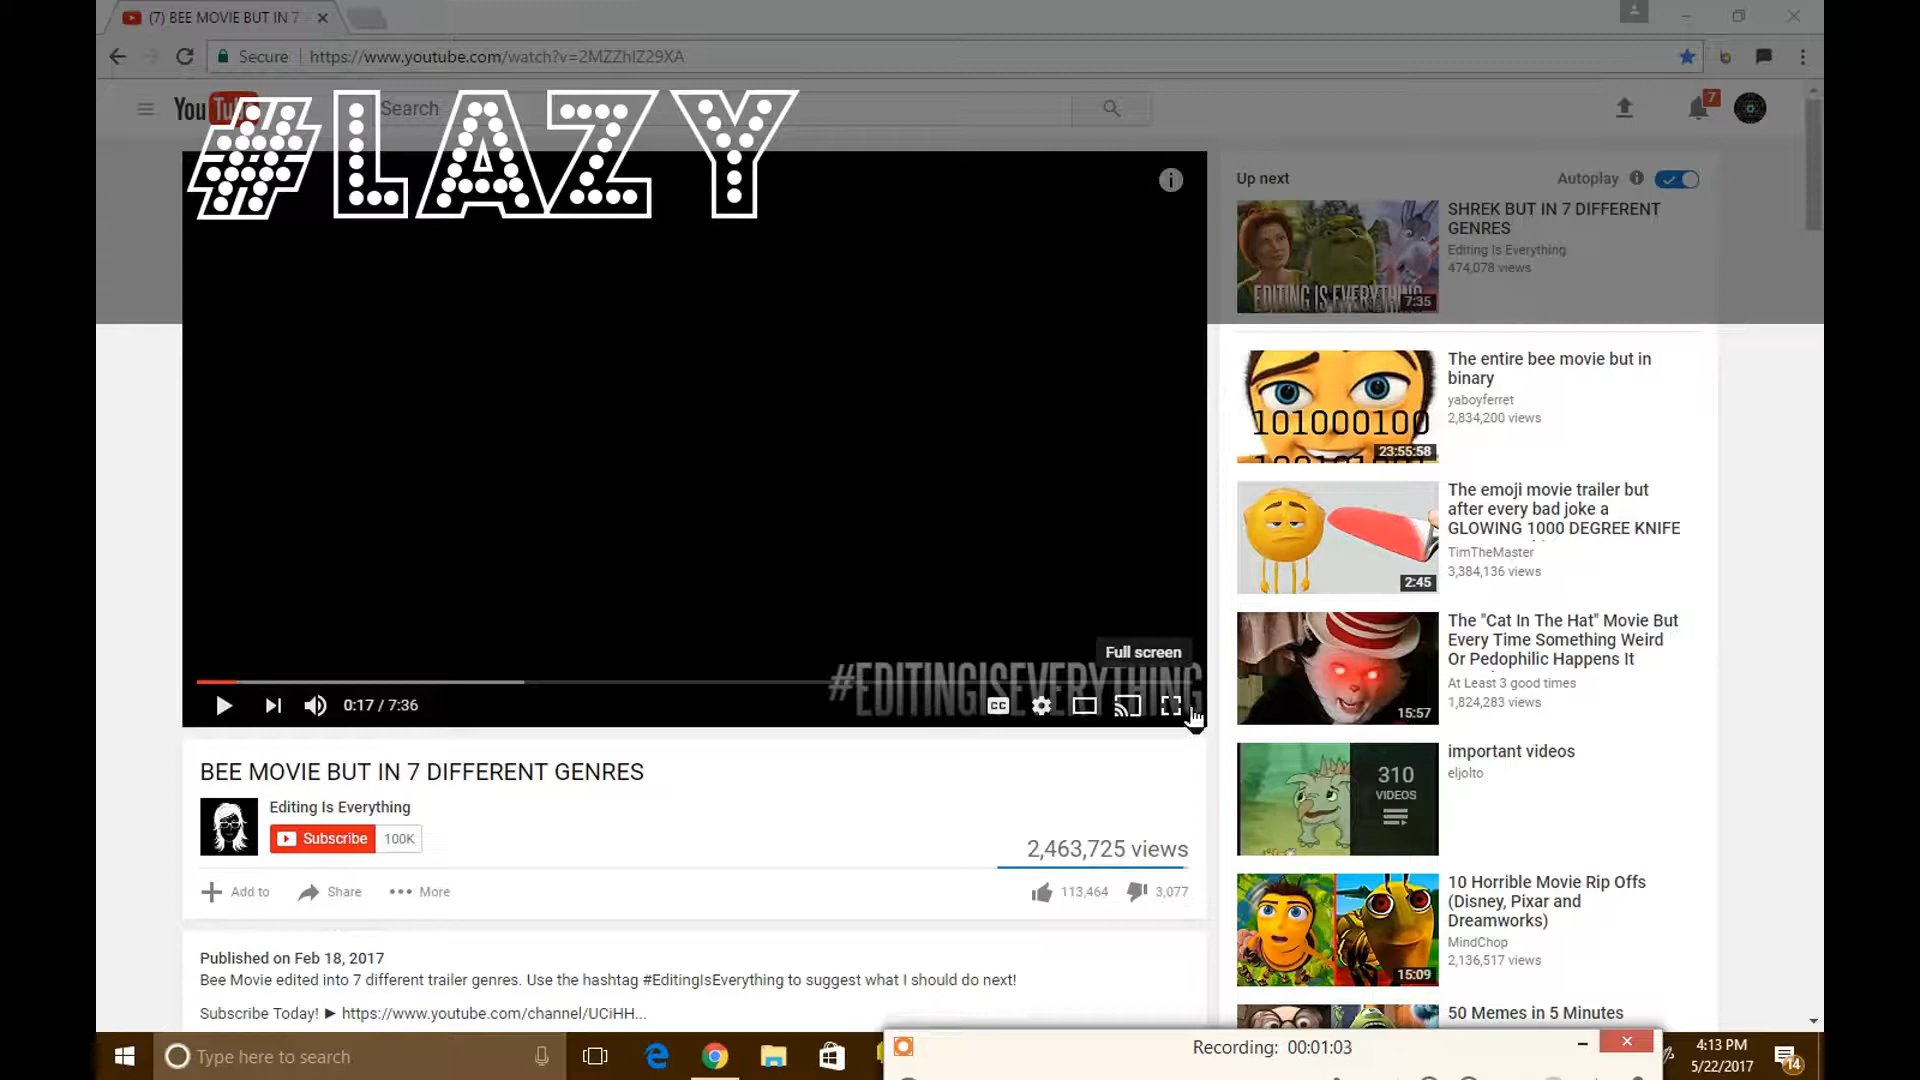 (7) BEE MOVIE BUT IN 7
Secure
https://www.youtube.com/watch?v=2MZZhIZ29XA
YouTube
Search
7
#LAZY
Up next
Autoplay
SHREK BUT IN 7 DIFFERENT
GENRES
Editing Is Everything
474,078 views
EDITING IS EVERYTHING
7:35
The entire bee movie but in
binary
yaboyferret
2,834,200 views
101000100
23:55:58
The emoji movie trailer but
after every bad joke a
GLOWING 1000 DEGREE KNIFE
TimTheMaster
3,384,136 views
2:45
The "Cat In The Hat" Movie But
Every Time Something Weird
Or Pedophilic Happens It
At Least 3 good times
1,824,283 views
15:57
important videos
eljolto
310
VIDEOS
10 Horrible Movie Rip Offs
(Disney, Pixar and
Dreamworks)
MindChop
2,136,517 views
15:09
50 Memes in 5 Minutes
Full screen
#EDITINGISEVERYTHING
0:17 / 7:36
CC
BEE MOVIE BUT IN 7 DIFFERENT GENRES
Editing Is Everything
Subscribe 100K
2,463,725 views
Add to
Share
More
113,464
3,077
Published on Feb 18, 2017
Bee Movie edited into 7 different trailer genres. Use the hashtag #EditingIsEverything to suggest what I should do next!
Subscribe Today! ► https://www.youtube.com/channel/UCiHH...
Type here to search
Recording: 00:01:03
4:13 PM
5/22/2017
14